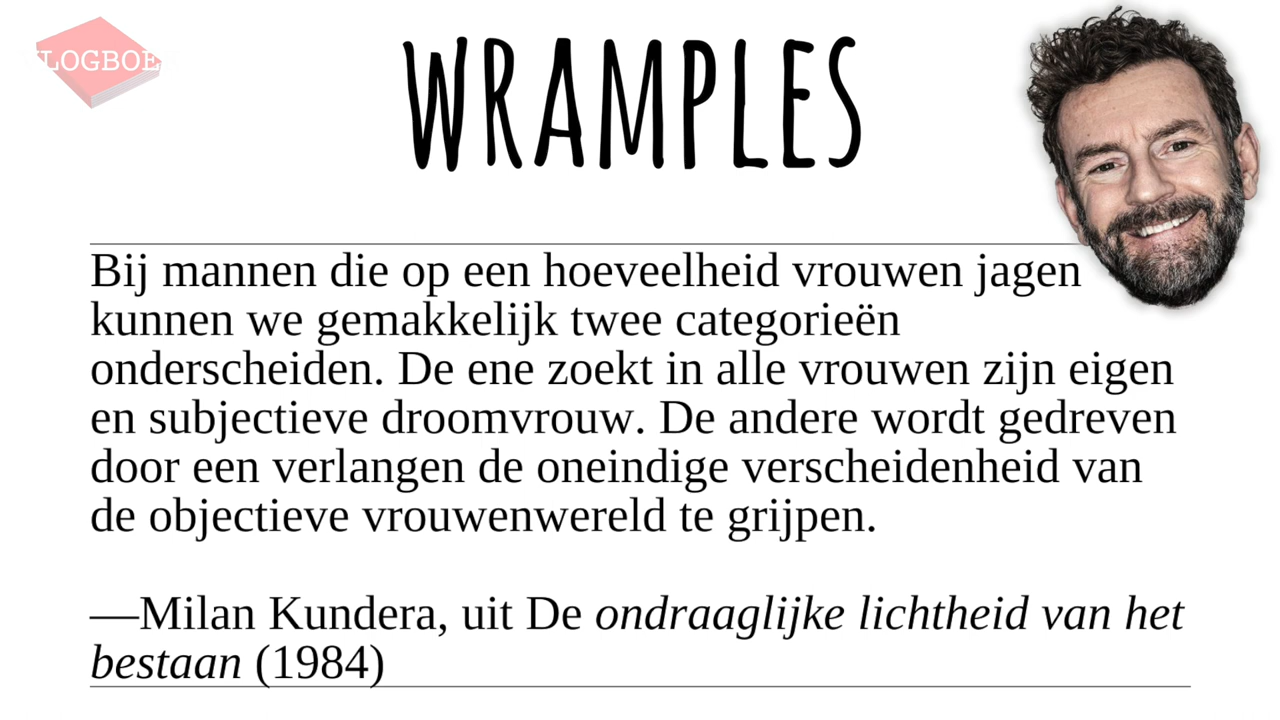 VLOGBOEK
WRAMPLES
Bij mannen die op een hoeveelheid vrouwen jagen
kunnen we gemakkelijk twee categorieën
onderscheiden. De ene zoekt in alle vrouwen zijn eigen
en subjectieve droomvrouw. De andere wordt gedreven
door een verlangen de oneindige verscheidenheid van
de objectieve vrouwenwereld te grijpen.
—Milan Kundera, uit De ondraaglijke lichtheid van het
bestaan (1984)